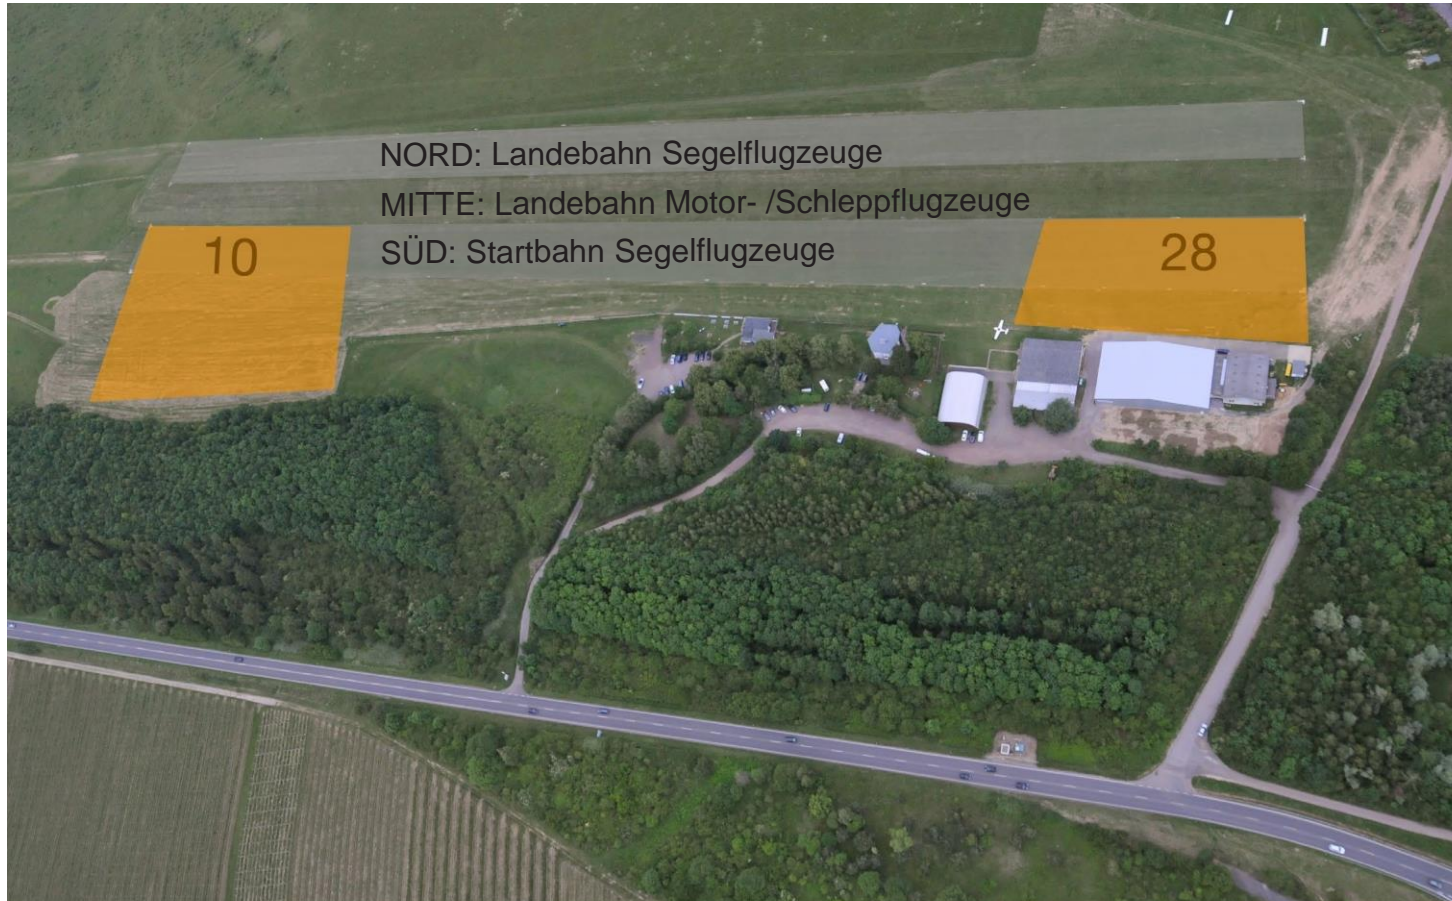 NORD: Landebahn Segelflugzeuge
MITTE: Landebahn Motor- /Schleppflugzeuge
10
SÜD: Startbahn Segelflugzeuge
28